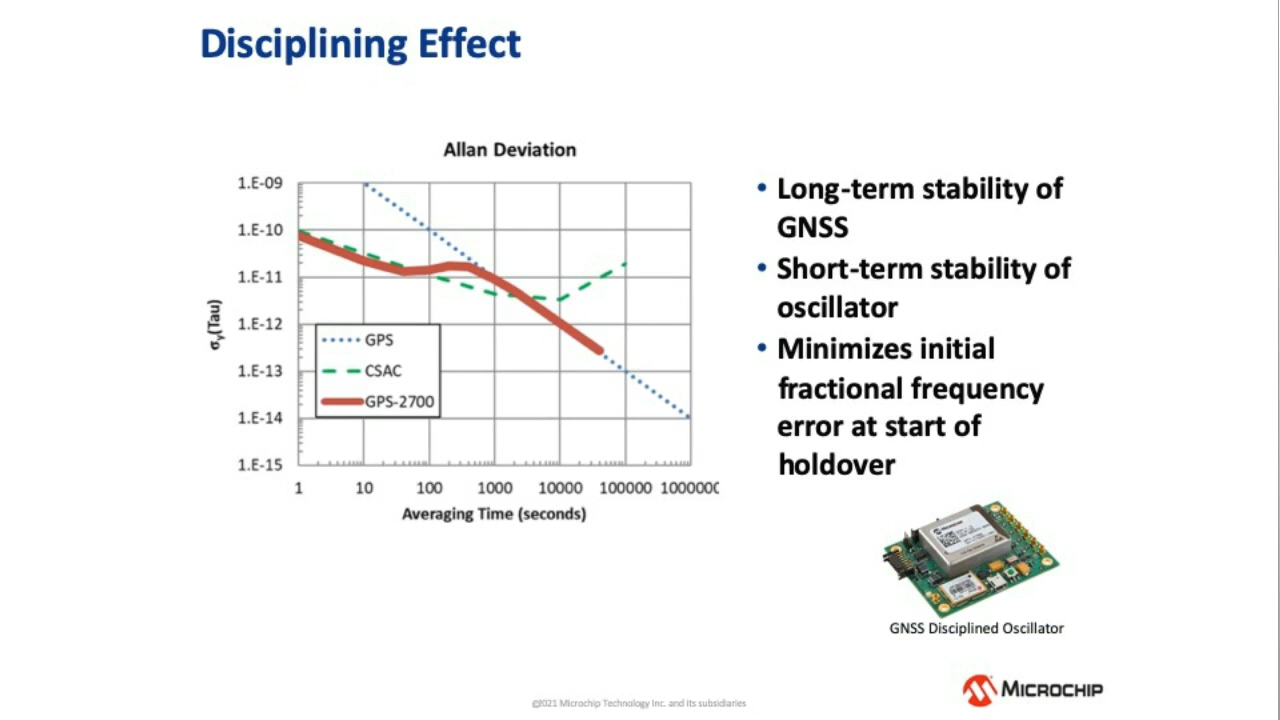 Disciplining Effect
Allan Deviation
1.E-09
1.E-10
1.E-11
1.E-12
1.E-13
1.E-14
1.E-15
σy(Tau)
GPS
CSAC
GPS-2700
1 10 100 1000 10000 100000 1000000
Averaging Time (seconds)
• Long-term stability of
GNSS
• Short-term stability of
oscillator
• Minimizes initial
fractional frequency
error at start of
holdover
MICROCHIP
GNSS Disciplined Oscillator
©2021 Microchip Technology Inc. and its subsidiaries
MICROCHIP